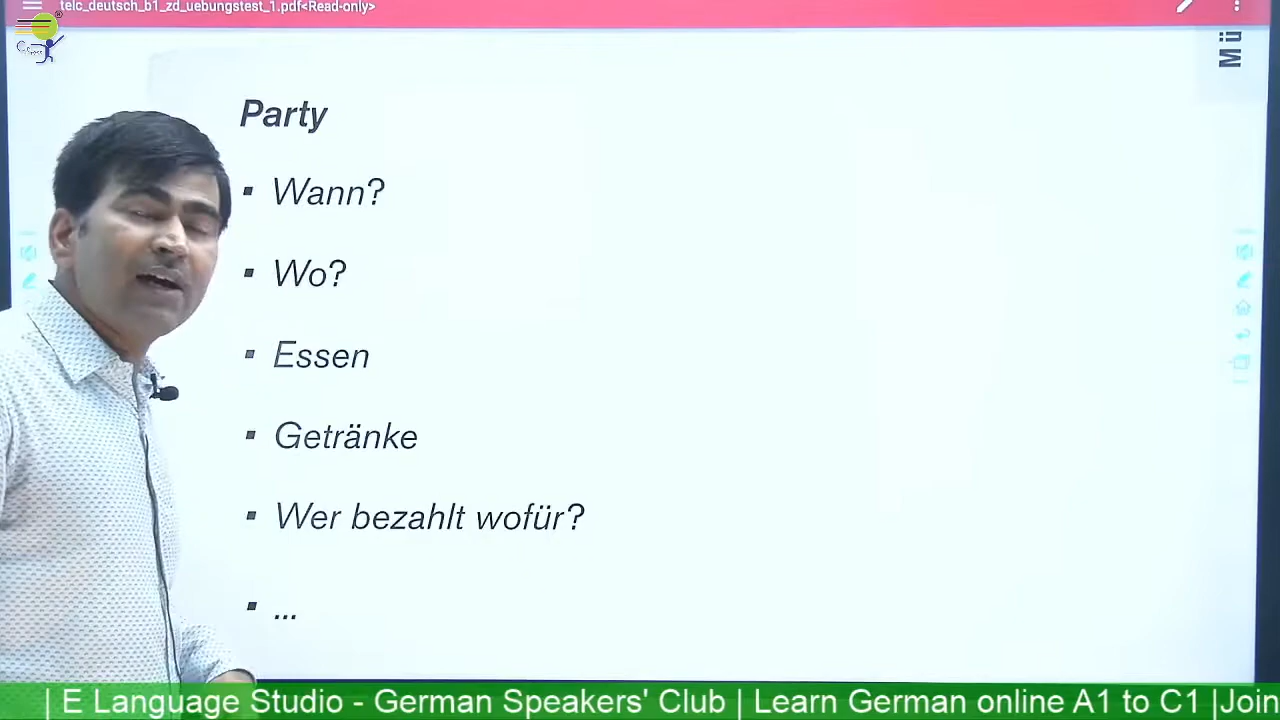 telc_deutsch_b1_zd_uebungstest_1.pdf<Read-only>
Mü
Party
▪ Wann?
▪ Wo?
▪ Essen
▪ Getränke
▪ Wer bezahlt wofür?
▪ ...
| E Language Studio - German Speakers' Club | Learn German online A1 to C1 |Join